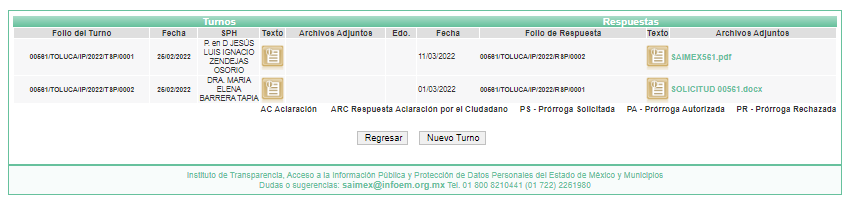 Turnos Respuestas
Folio del Turno Fecha SPH Texto Archivos Adjuntos Edo. Fecha Folio de Respuesta Texto Archivos Adjuntos
00561/TOLUCA/IP/2022/TSP/0001 25/02/2022 P. en D JESÚS LUIS IGNACIO ZENDEJAS OSORIO 11/03/2022 00561/TOLUCA/IP/2022/RSP/0002 SAIMEX561.pdf
00561/TOLUCA/IP/2022/TSP/0002 25/02/2022 DRA. MARIA ELENA BARRERA TAPIA 01/03/2022 00561/TOLUCA/IP/2022/RSP/0001 SOLICITUD 00561.docx
AC Aclaración ARC Respuesta Aclaración por el Ciudadano PS - Prórroga Solicitada PA - Prórroga Autorizada PR - Prórroga Rechazada
Regresar Nuevo Turno
Instituto de Transparencia, Acceso a la Información Pública y Protección de Datos Personales del Estado de México y Municipios
Dudas o sugerencias: saimex@infoem.org.mx Tel. 01 800 8210441 (01 722) 2261980